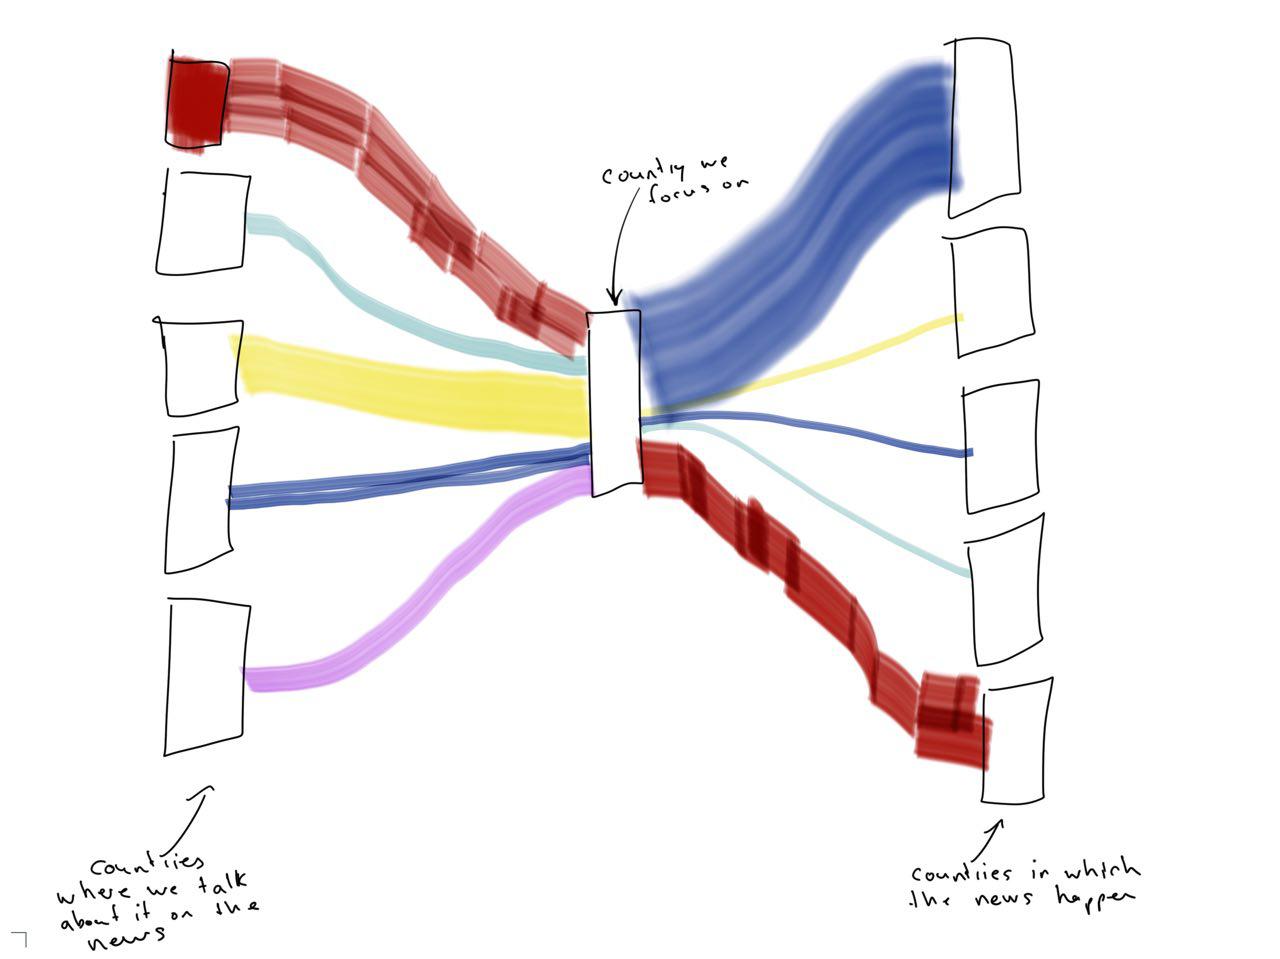 country we
focus on
countries
where we talk
about it on the
news
countries in which
the news happen